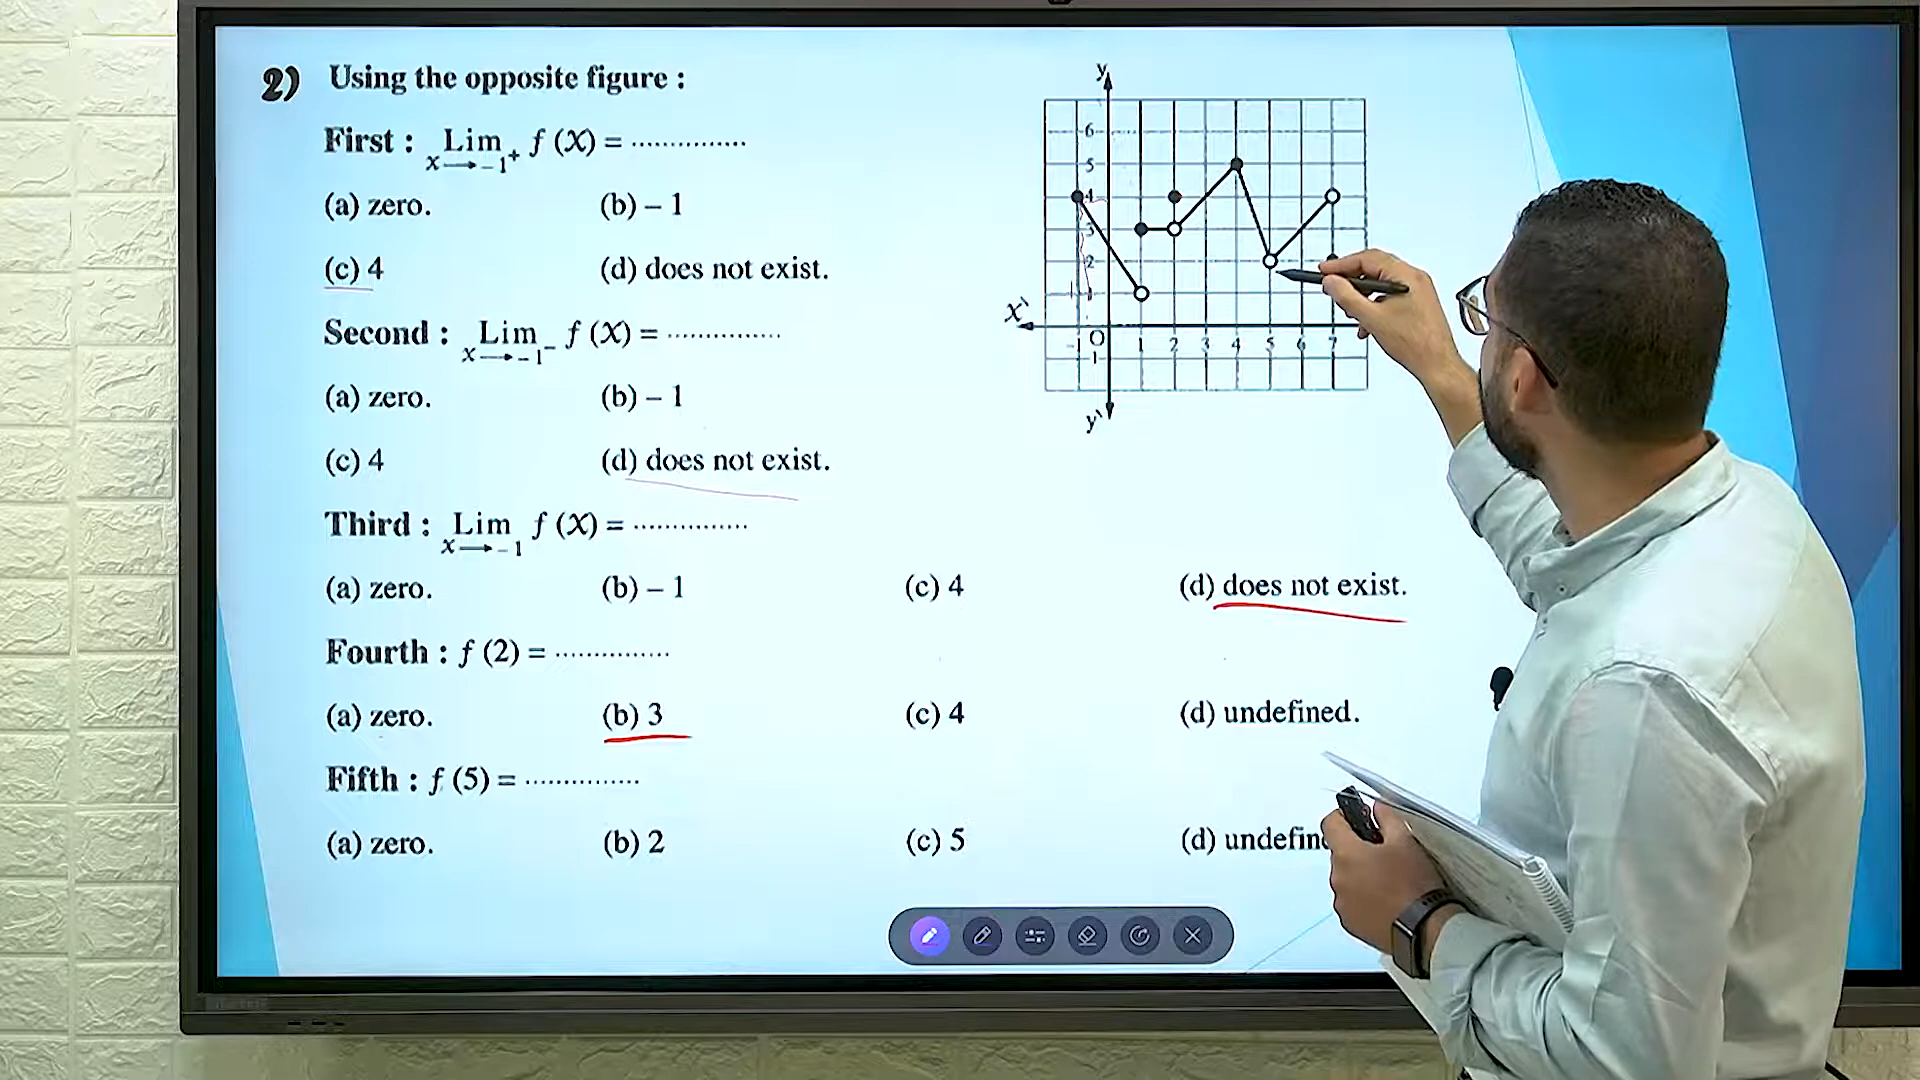 2) Using the opposite figure :
First : Lim x→-1⁺ f (X) = ...............
(a) zero. (b) – 1
(c) 4 (d) does not exist.
Second : Lim x→-1⁻ f (X) = ...............
(a) zero. (b) – 1
(c) 4 (d) does not exist.
Third : Lim x→-1 f (X) = ...............
(a) zero. (b) – 1 (c) 4 (d) does not exist.
Fourth : f (2) = ...............
(a) zero. (b) 3 (c) 4 (d) undefined.
Fifth : f (5) = ...............
(a) zero. (b) 2 (c) 5 (d) undefin
y
6
5
4
3
2
1
x' O
-1 1 2 3 4 5 6 7
-1
y'